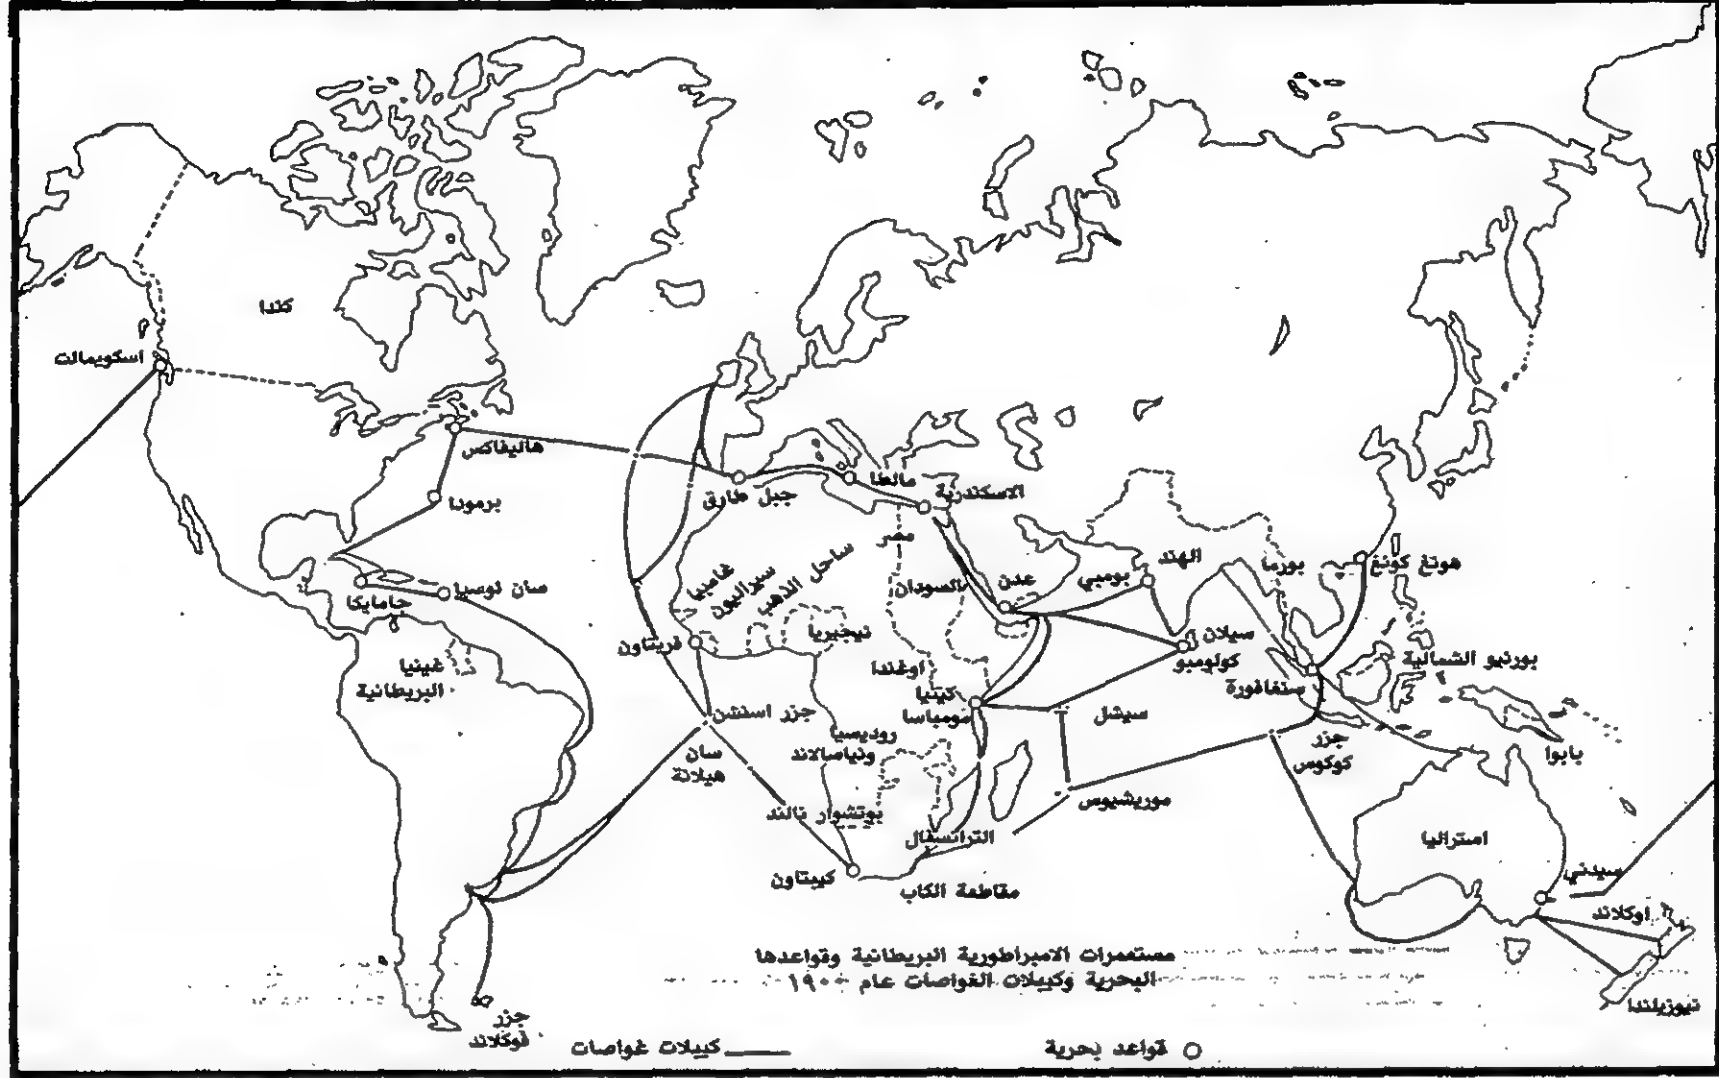 كندا
اسكويمالت
هاليفاكس
برمودا
سان لوسيا
جامايكا
غينيا
البريطانية
جبل طارق
مالطا
الاسكندرية
مصر
غامبيا
سيراليون
ساحل الذهب
نيجيريا
السودان
عدن
بومبي
الهند
بورما
هونغ كونغ
فريتاون
اوغندا
كينيا
مومباسا
سيلان
كولومبو
سنغافورة
بورنيو الشمالية
جزر اسنشن
سان
هيلانة
روديسيا
ونياسالاند
سيشل
جزر
كوكوس
بابوا
موريشيوس
بوتشوار نالند
الترانسفال
كيبتاون
مقاطعة الكاب
استراليا
سيدني
اوكلاند
نيوزيلندا
جزر
فوكلاند
مستعمرات الامبراطورية البريطانية وقواعدها
البحرية وكيبلات الغواصات عام ١٩٠٠
قواعد بحرية
كيبلات غواصات